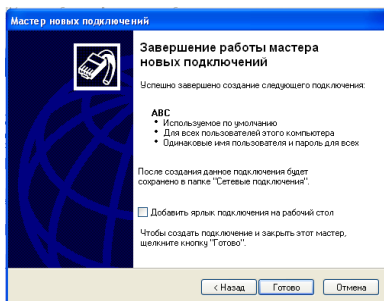 Мастер новых подключений
Завершение работы мастера
новых подключений
Успешно завершено создание следующего подключения:
ABC
• Используемое по умолчанию
• Для всех пользователей этого компьютера
• Одинаковые имя пользователя и пароль для всех
После создания данное подключения будет
сохранено в папке "Сетевые подключения".
Добавить ярлык подключения на рабочий стол
Чтобы создать подключение и закрыть этот мастер,
щелкните кнопку "Готово".
< Назад
Готово
Отмена